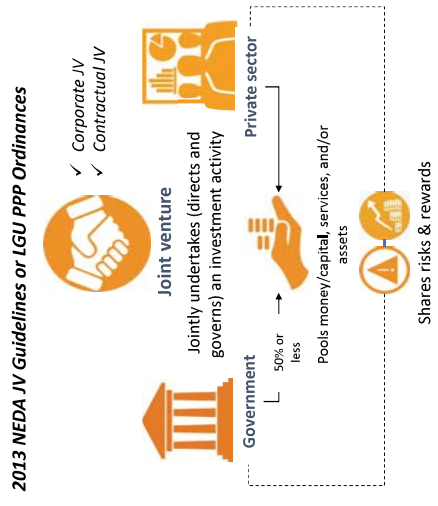 2013 NEDA JV Guidelines or LGU PPP Ordinances
✓ Corporate JV
✓ Contractual JV
Joint venture
Jointly undertakes (directs and
governs) an investment activity
Government
Private sector
50% or
less
Pools money/capital, services, and/or
assets
Shares risks & rewards